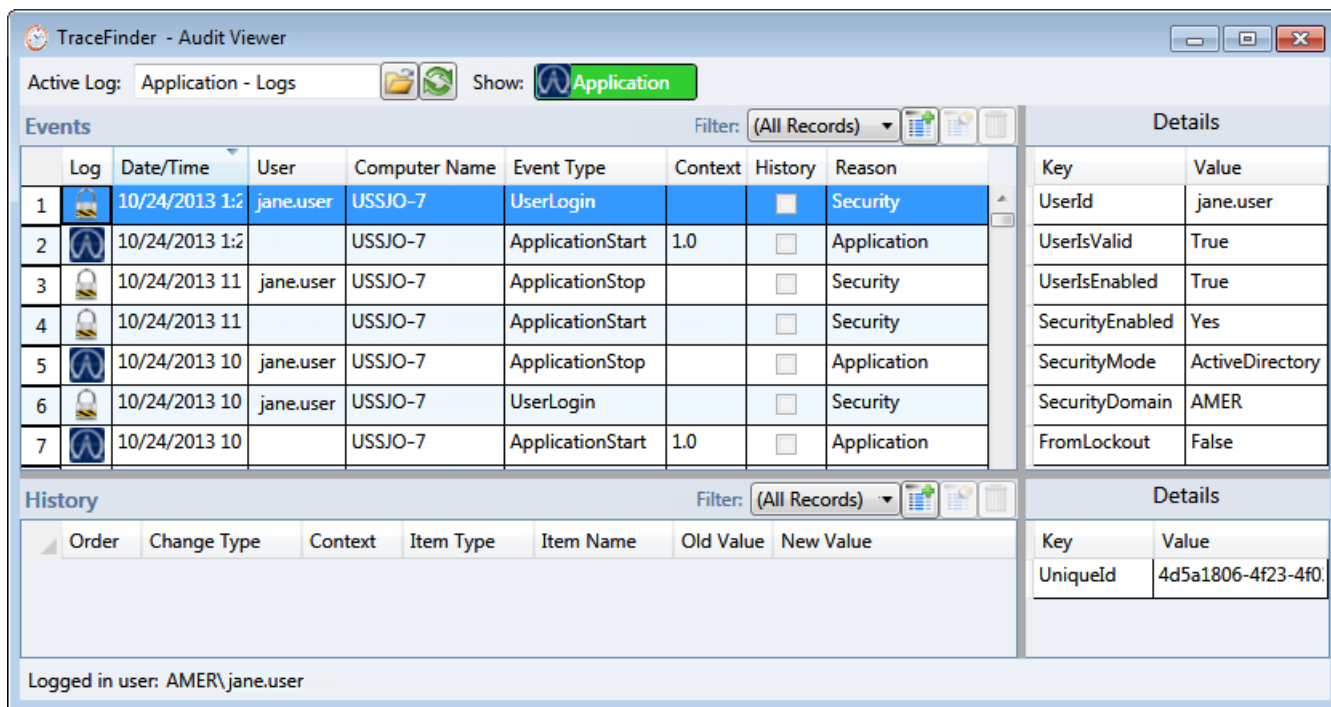 TraceFinder - Audit Viewer
Active Log: Application - Logs Show: Application
Events Filter: (All Records) Details
Log Date/Time User Computer Name Event Type Context History Reason Key Value
1 10/24/2013 1:2 jane.user USSJO-7 UserLogin Security UserId jane.user
2 10/24/2013 1:2 USSJO-7 ApplicationStart 1.0 Application UserIsValid True
3 10/24/2013 11 jane.user USSJO-7 ApplicationStop Security UserIsEnabled True
4 10/24/2013 11 USSJO-7 ApplicationStart Security SecurityEnabled Yes
5 10/24/2013 10 jane.user USSJO-7 ApplicationStop Application SecurityMode ActiveDirectory
6 10/24/2013 10 jane.user USSJO-7 UserLogin Security SecurityDomain AMER
7 10/24/2013 10 USSJO-7 ApplicationStart 1.0 Application FromLockout False
History Filter: (All Records) Details
Order Change Type Context Item Type Item Name Old Value New Value Key Value
UniqueId 4d5a1806-4f23-4f0
Logged in user: AMER\jane.user